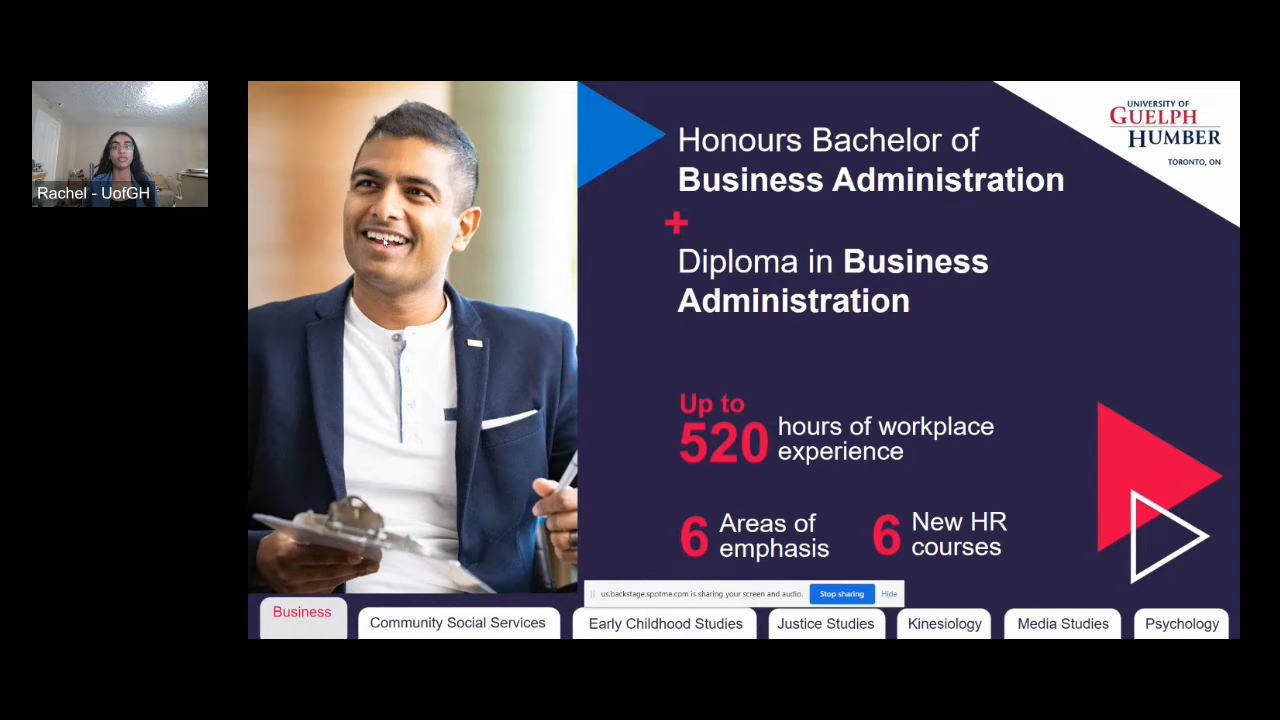 Rachel - UofGH
UNIVERSITY OF
GUELPH
HUMBER
TORONTO, ON
Honours Bachelor of
Business Administration
+
Diploma in Business
Administration
Up to
520 hours of workplace
experience
6 Areas of
emphasis
6 New HR
courses
us.backstage.spotme.com is sharing your screen and audio. Stop sharing Hide
Business
Community Social Services
Early Childhood Studies
Justice Studies
Kinesiology
Media Studies
Psychology